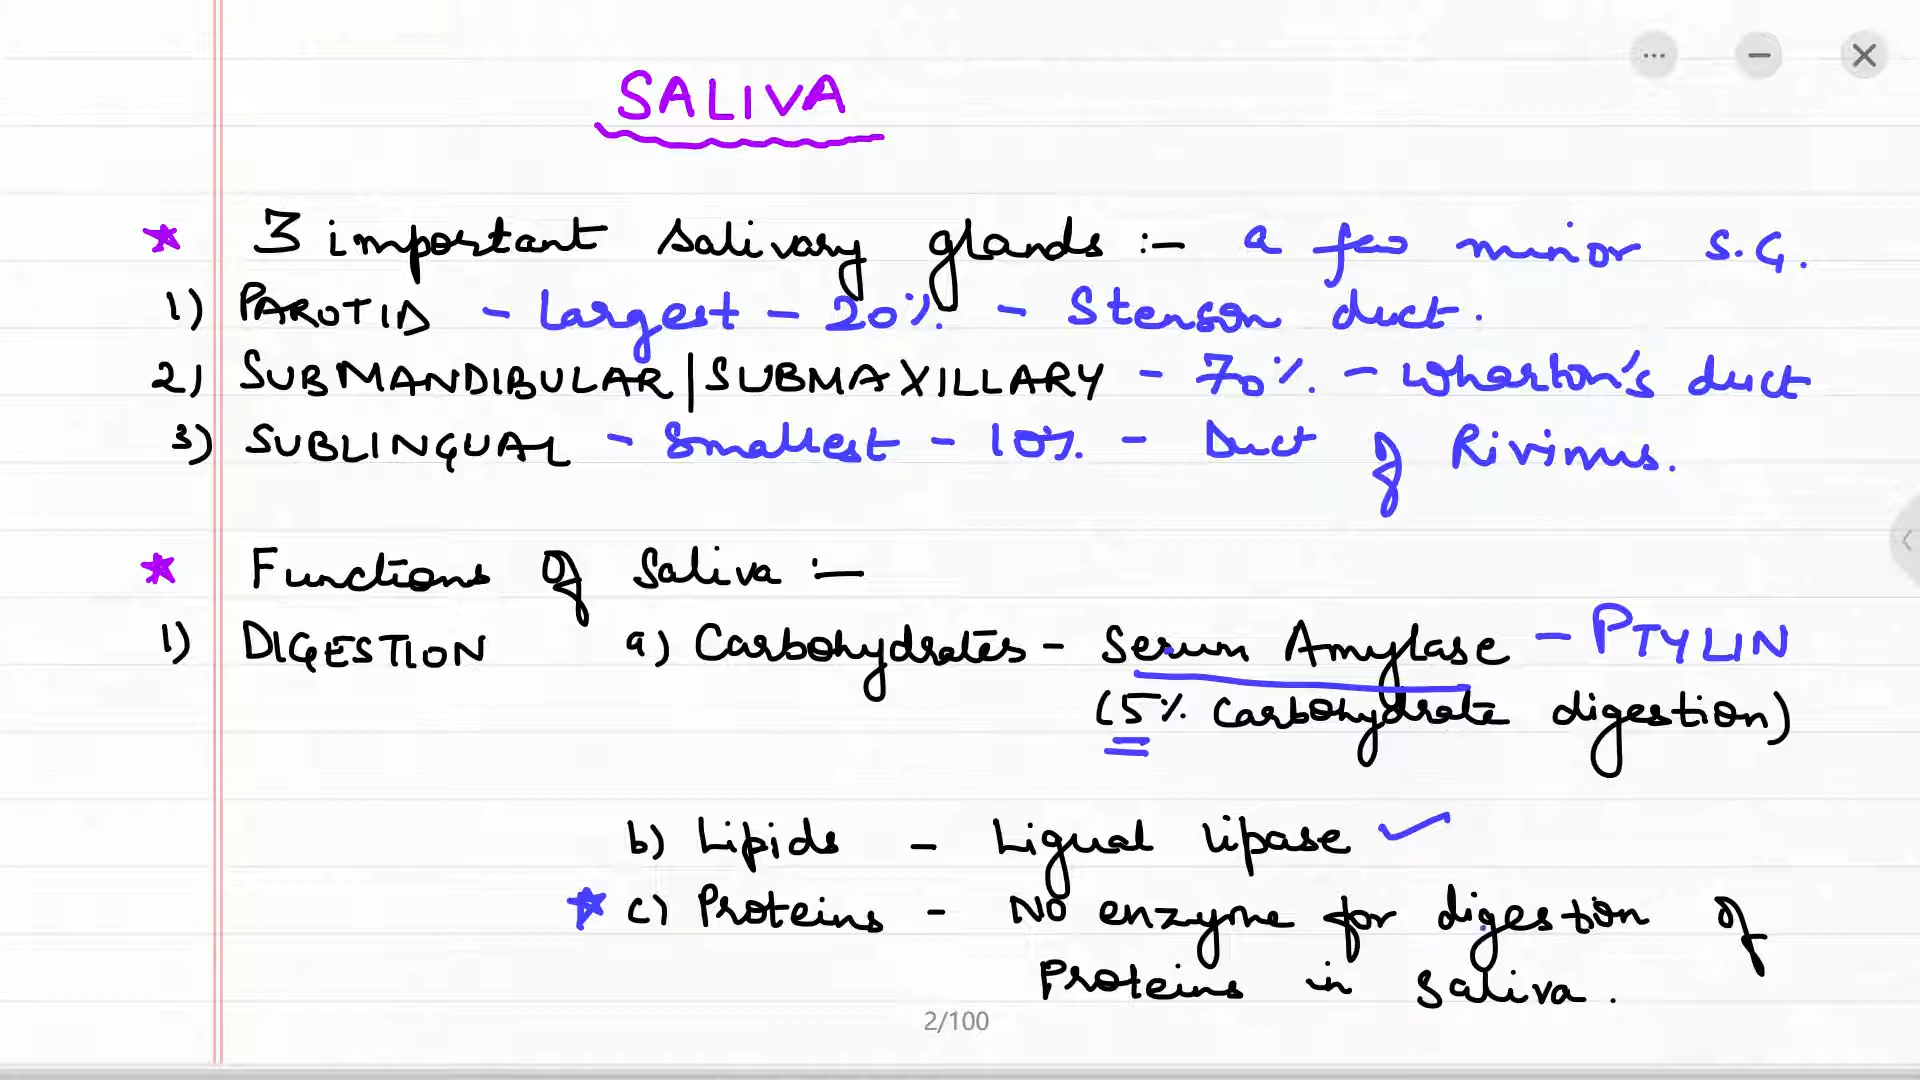 SALIVA
3 important salivary glands :- a few minor S.G.
1) PAROTID - largest - 20% - Stenson duct.
2) SUBMANDIBULAR | SUBMAXILLARY - 70% - Wharton's duct
3) SUBLINGUAL - Smallest - 10% - Duct of Rivinus.
Functions of Saliva :-
1) DIGESTION a) Carbohydrates - Serum Amylase - PTYLIN
(5% Carbohydrate digestion)
b) Lipids - Ligual lipase
c) Proteins - NO enzyme for digestion of
Proteins in Saliva.
2/100